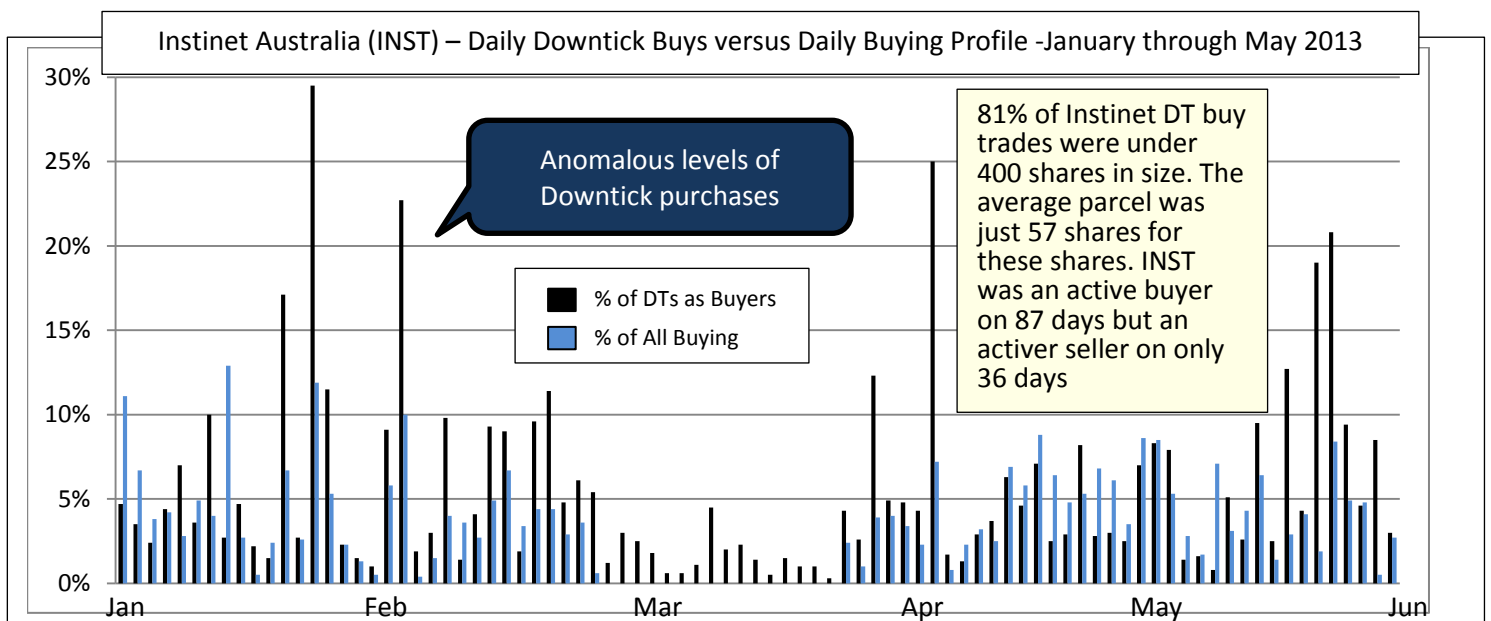 Instinet Australia (INST) – Daily Downtick Buys versus Daily Buying Profile -January through May 2013
30%
25%
20%
15%
10%
5%
0%
Anomalous levels of
Downtick purchases
% of DTs as Buyers
% of All Buying
81% of Instinet DT buy
trades were under
400 shares in size. The
average parcel was
just 57 shares for
these shares. INST
was an active buyer
on 87 days but an
activer seller on only
36 days
Jan Feb Mar Apr May Jun